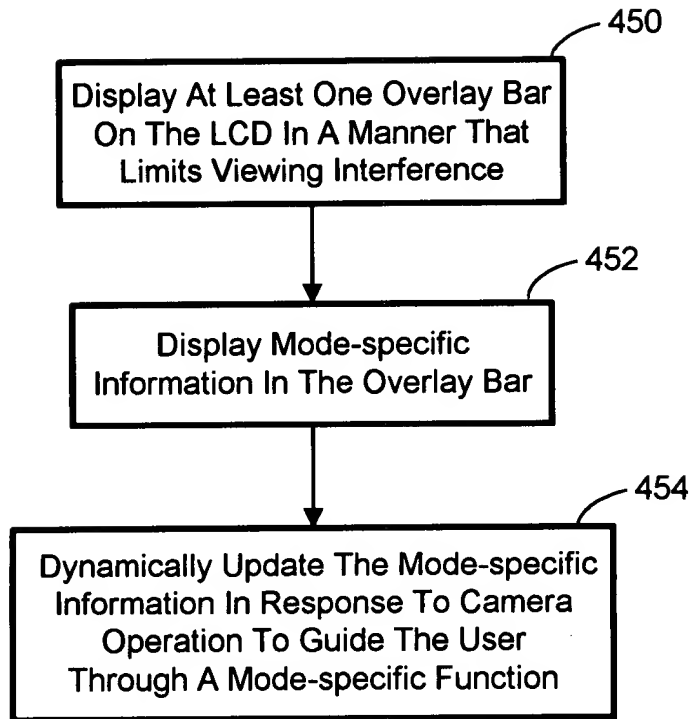 450
Display At Least One Overlay Bar
On The LCD In A Manner That
Limits Viewing Interference
452
Display Mode-specific
Information In The Overlay Bar
454
Dynamically Update The Mode-specific
Information In Response To Camera
Operation To Guide The User
Through A Mode-specific Function